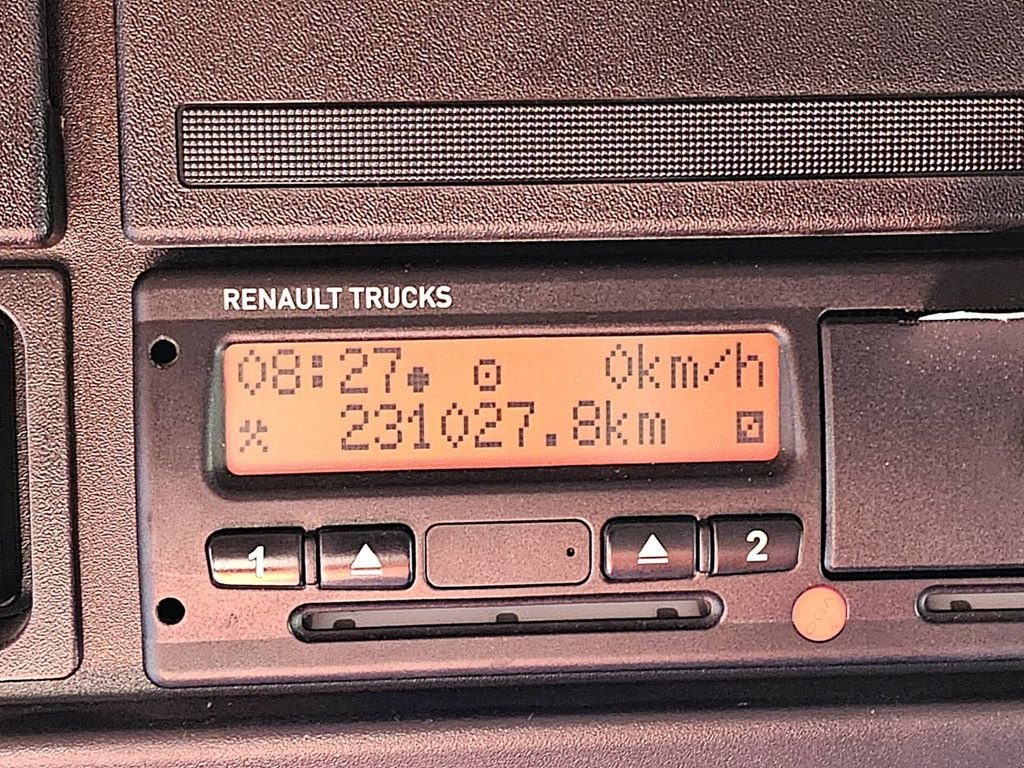 RENAULT TRUCKS
08:27 0km/h
231027.8km
1 2